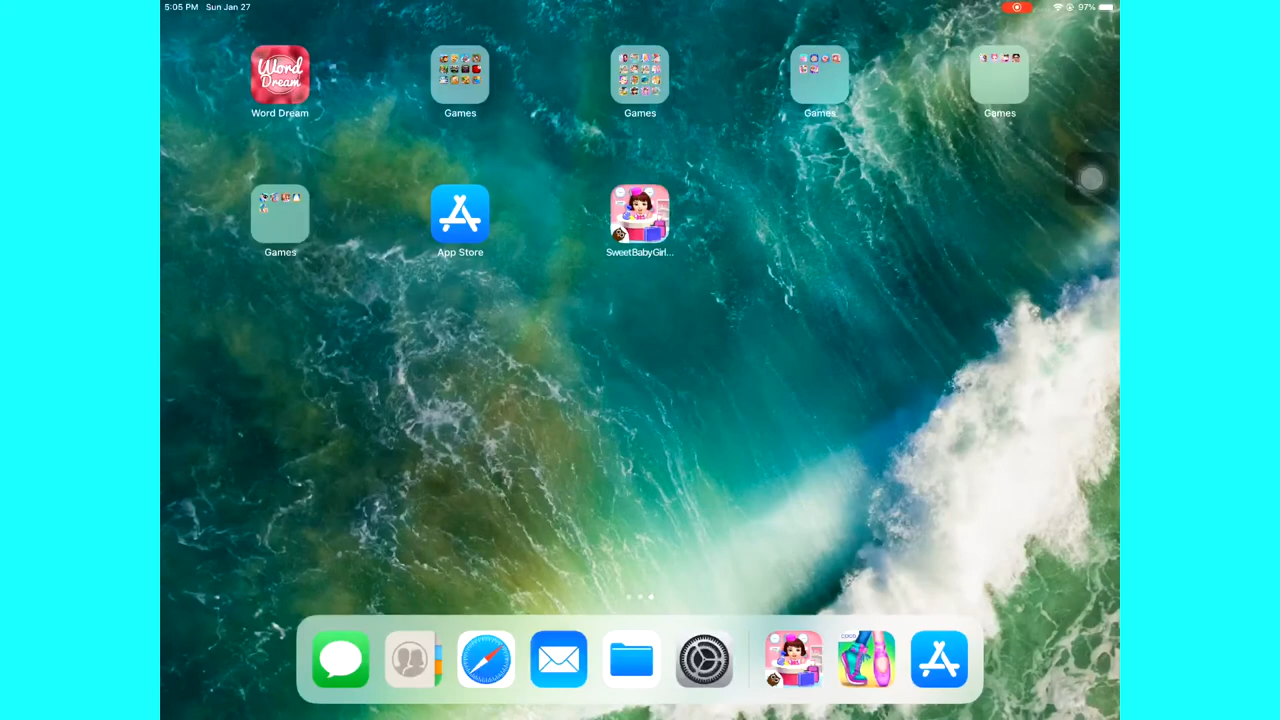 5:05 PM Sun Jan 27
97%
Word Dream
Word Dream
Games
Games
Games
Games
Games
App Store
SweetBabyGirl...
COCO